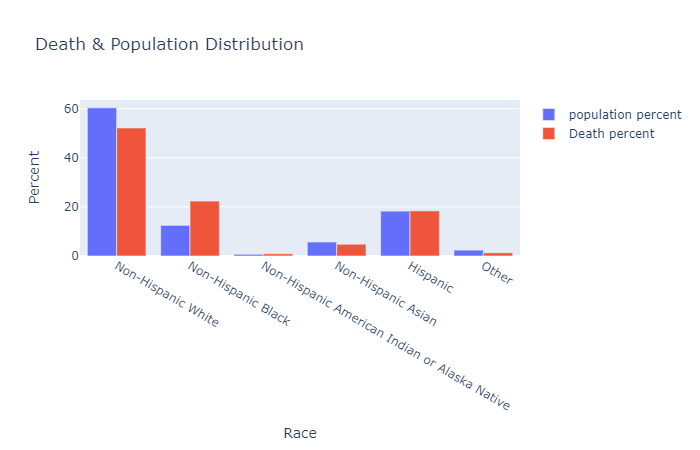 Death & Population Distribution
population percent
Death percent
Percent
60
40
20
0
Non-Hispanic White
Non-Hispanic Black
Non-Hispanic American Indian or Alaska Native
Non-Hispanic Asian
Hispanic
Other
Race